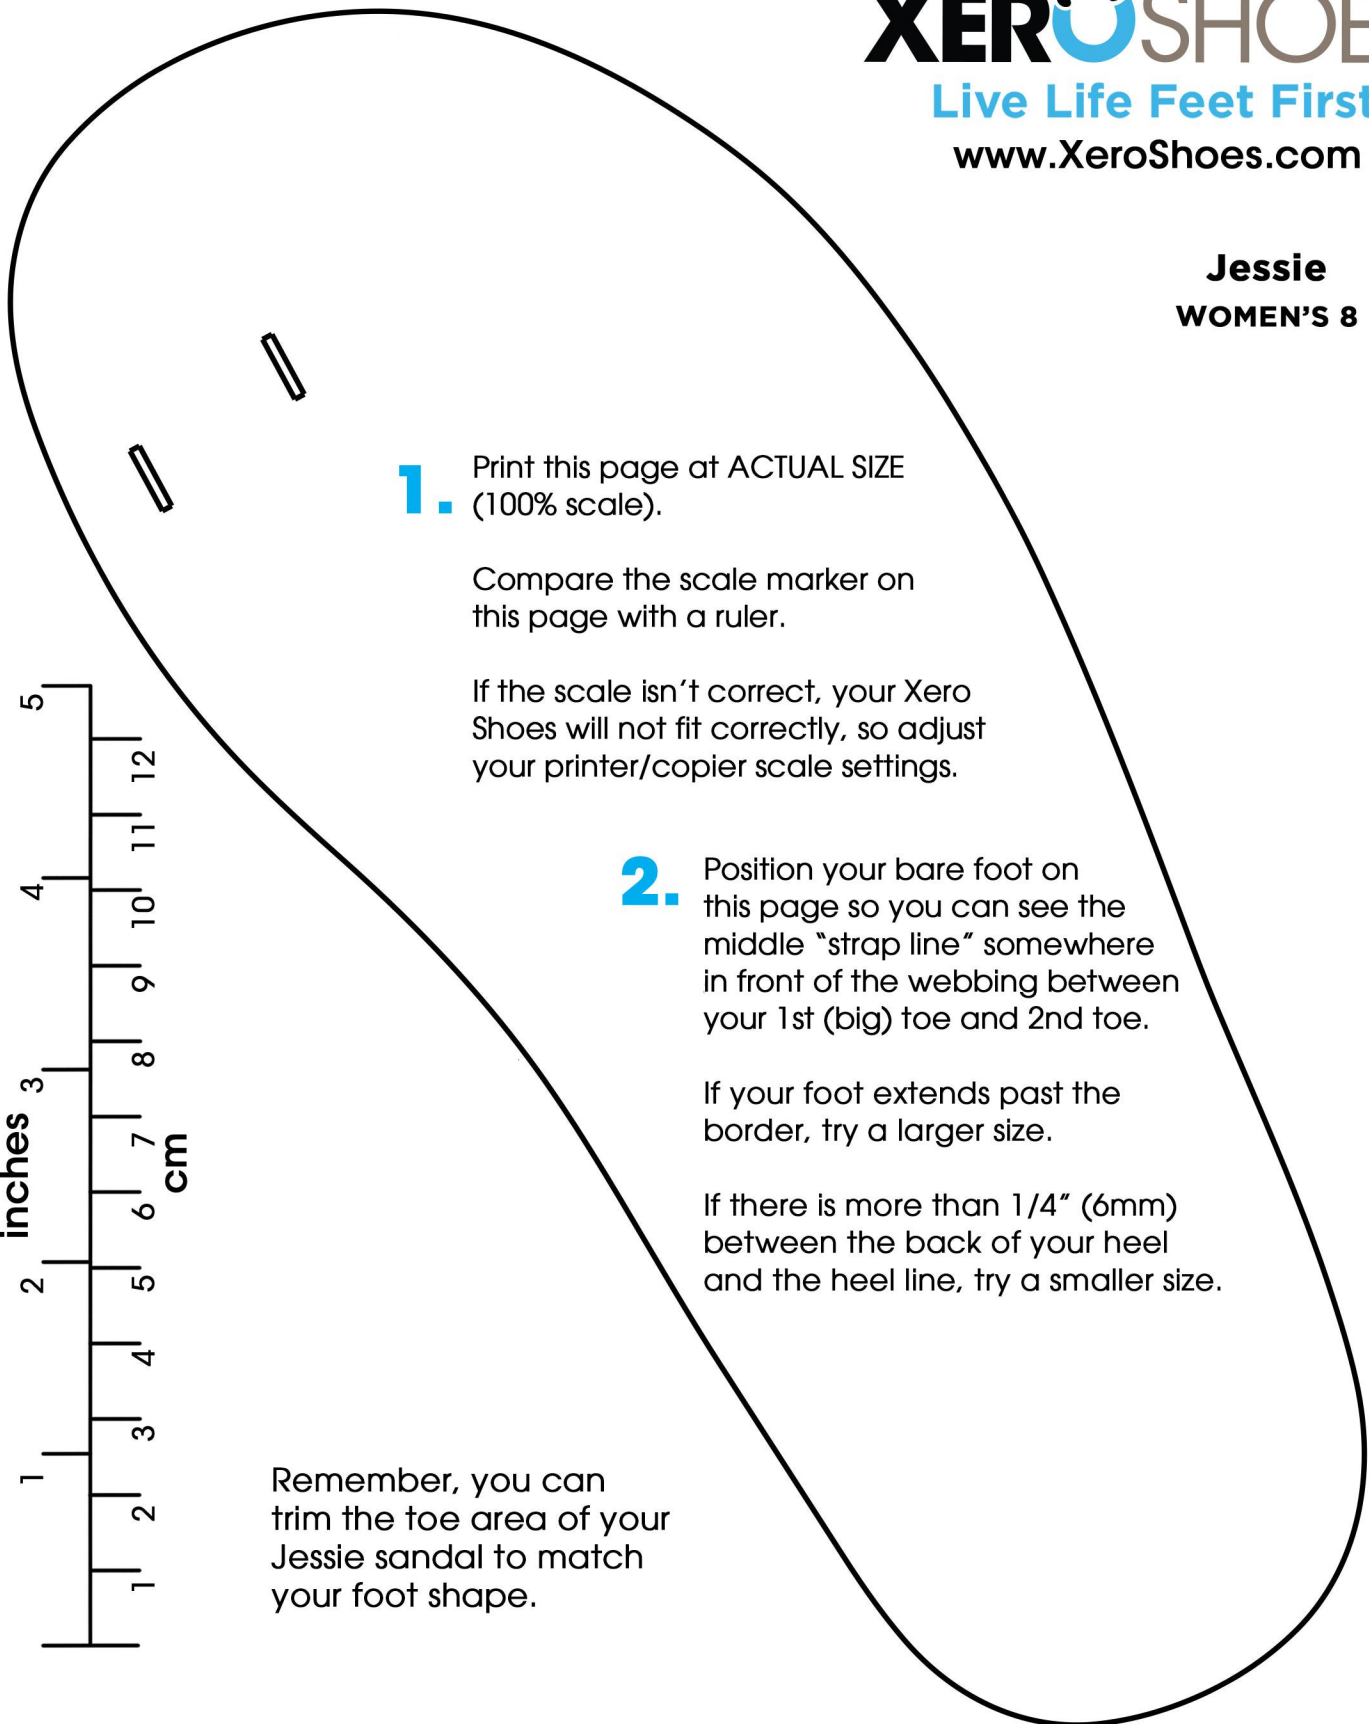 XEROSHOE
Live Life Feet First
www.XeroShoes.com
Jessie
WOMEN'S 8
1. Print this page at ACTUAL SIZE
(100% scale).
Compare the scale marker on
this page with a ruler.
If the scale isn't correct, your Xero
Shoes will not fit correctly, so adjust
your printer/copier scale settings.
2. Position your bare foot on
this page so you can see the
middle "strap line" somewhere
in front of the webbing between
your 1st (big) toe and 2nd toe.
If your foot extends past the
border, try a larger size.
If there is more than 1/4" (6mm)
between the back of your heel
and the heel line, try a smaller size.
Remember, you can
trim the toe area of your
Jessie sandal to match
your foot shape.
inches
1 2 3 4 5
cm
1 2 3 4 5 6 7 8 9 10 11 12